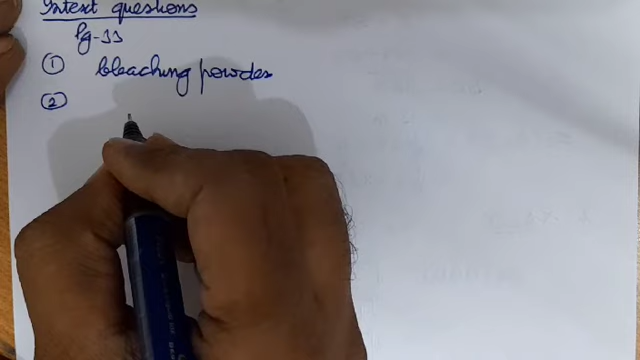 Intext questions
Pg-33
① bleaching powder
②